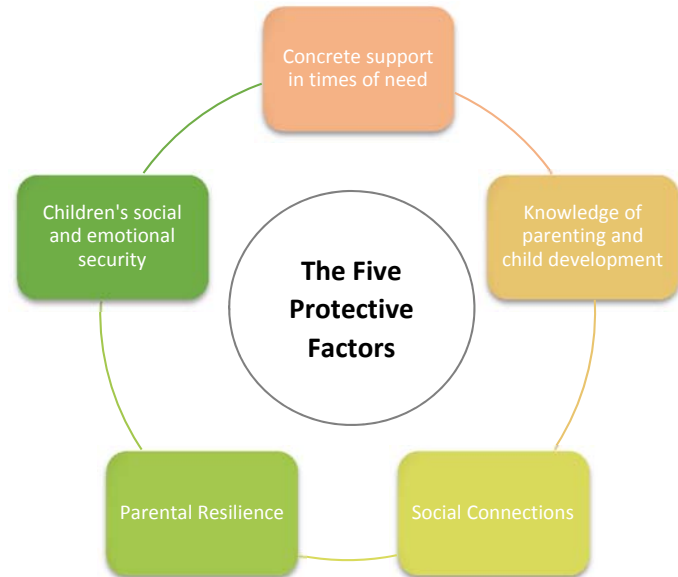 Concrete support
in times of need
Children's social
and emotional
security
Knowledge of
parenting and
child development
The Five
Protective
Factors
Parental Resilience
Social Connections